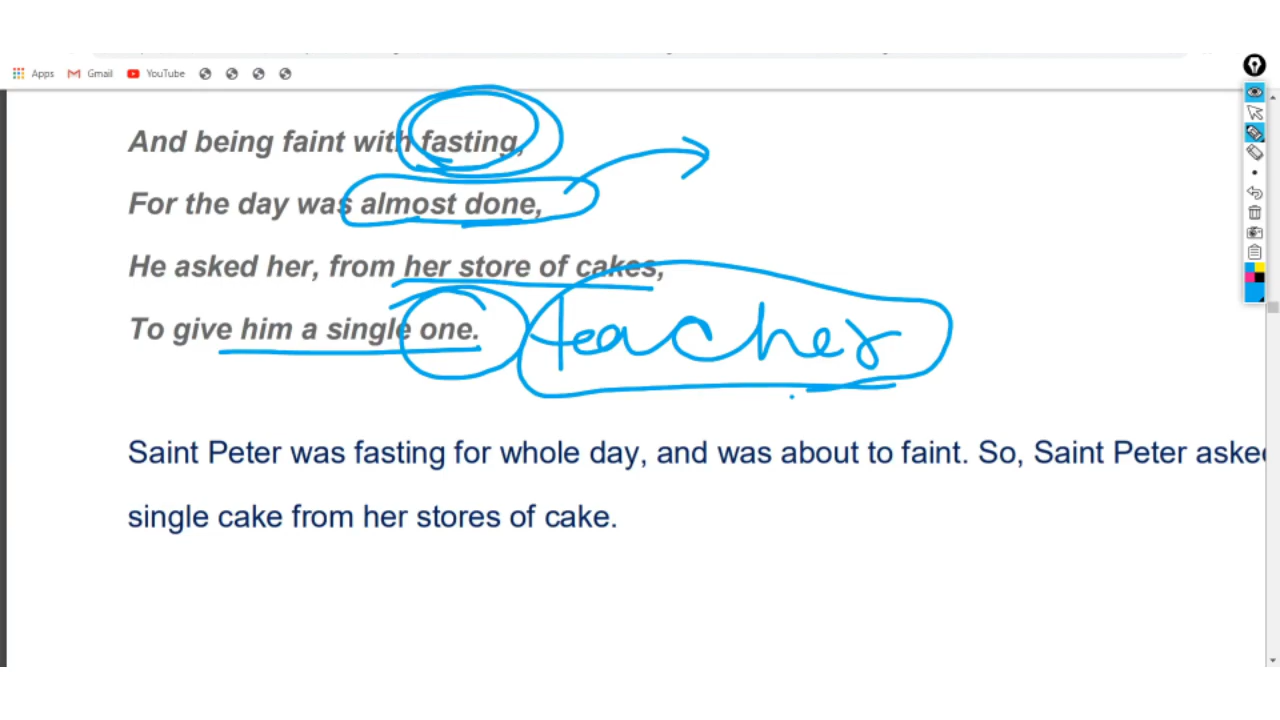 Apps Gmail YouTube
And being faint with fasting,
For the day was almost done,
He asked her, from her store of cakes,
To give him a single one.
teacher
Saint Peter was fasting for whole day, and was about to faint. So, Saint Peter asked
single cake from her stores of cake.